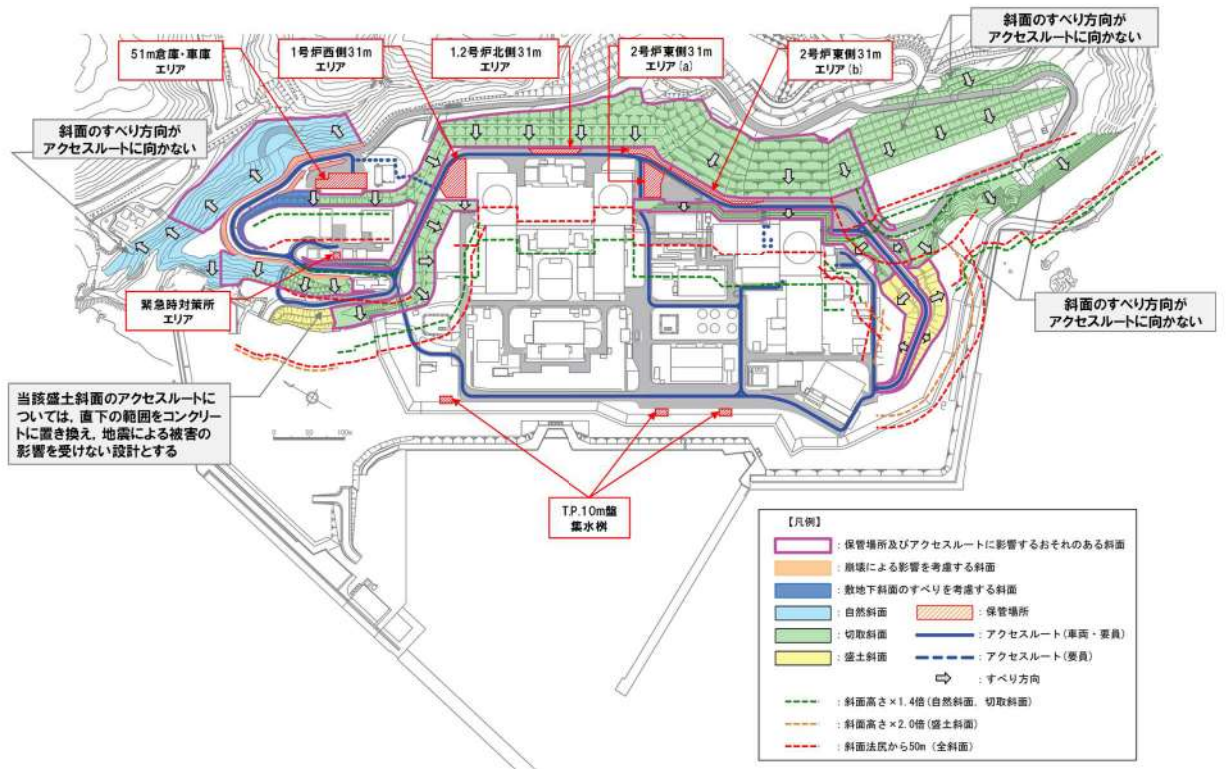 斜面のすべり方向が
アクセスルートに向かない
51m倉庫・車庫
エリア
1号炉西側31m
エリア
1,2号炉北側31m
エリア
2号炉東側31m
エリア(a)
2号炉東側31m
エリア(b)
斜面のすべり方向が
アクセスルートに向かない
斜面のすべり方向が
アクセスルートに向かない
緊急時対策所
エリア
当該盛土斜面のアクセスルートに
ついては,直下の範囲をコンクリー
トに置き換え,地震による被害の
影響を受けない設計とする
0 50 100m
T.P.10m盤
集水桝
【凡例】
:保管場所及びアクセスルートに影響するおそれのある斜面
:崩壊による影響を考慮する斜面
:敷地下斜面のすべりを考慮する斜面
:自然斜面
:保管場所
:切取斜面
:アクセスルート(車両・要員)
:盛土斜面
:アクセスルート(要員)
:すべり方向
:斜面高さ×1.4倍(自然斜面,切取斜面)
:斜面高さ×2.0倍(盛土斜面)
:斜面法尻から50m(全斜面)